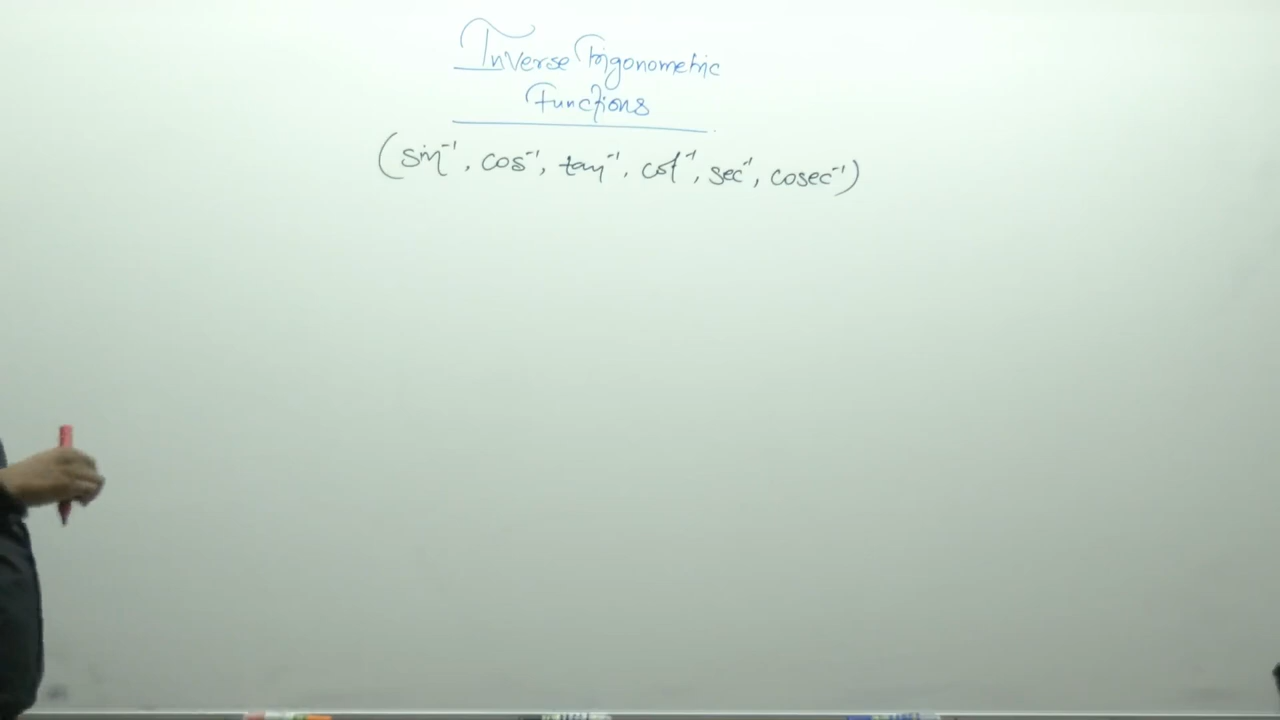 Inverse Trigonometric
Functions
(sin⁻¹, cos⁻¹, tan⁻¹, cot⁻¹, sec⁻¹, cosec⁻¹)